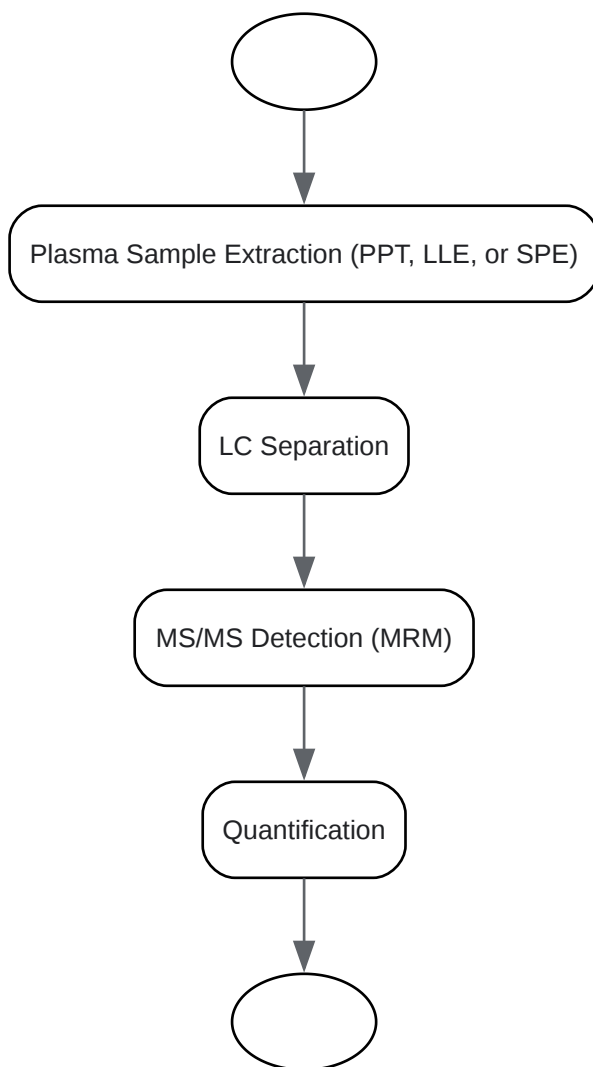 Plasma Sample Extraction (PPT, LLE, or SPE)
LC Separation
MS/MS Detection (MRM)
Quantification